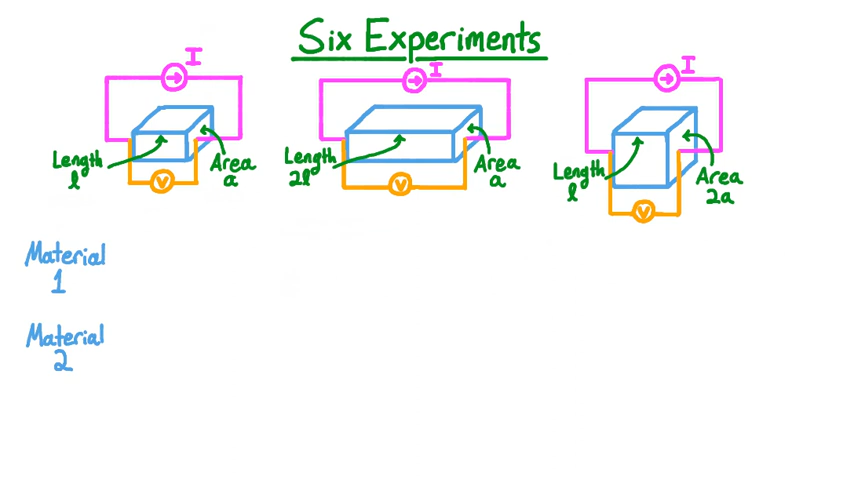 Six Experiments
I
I
I
Length
l
Area
a
V
Length
2l
Area
a
V
Length
l
Area
2a
V
Material
1
Material
2